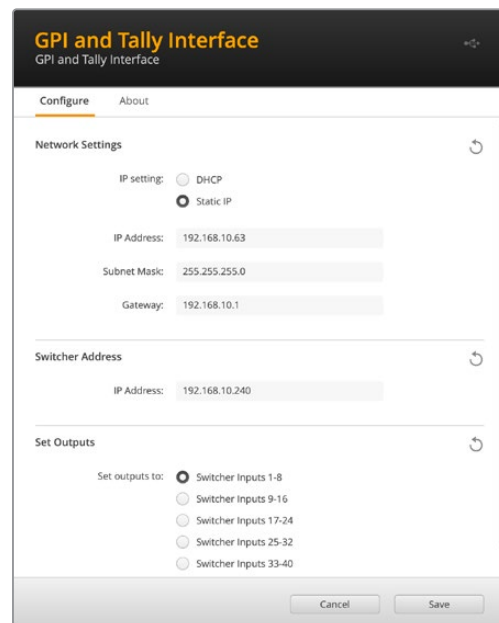 GPI and Tally Interface
GPI and Tally Interface
Configure About
Network Settings
IP setting: DHCP
Static IP
IP Address: 192.168.10.63
Subnet Mask: 255.255.255.0
Gateway: 192.168.10.1
Switcher Address
IP Address: 192.168.10.240
Set Outputs
Set outputs to: Switcher Inputs 1-8
Switcher Inputs 9-16
Switcher Inputs 17-24
Switcher Inputs 25-32
Switcher Inputs 33-40
Cancel Save